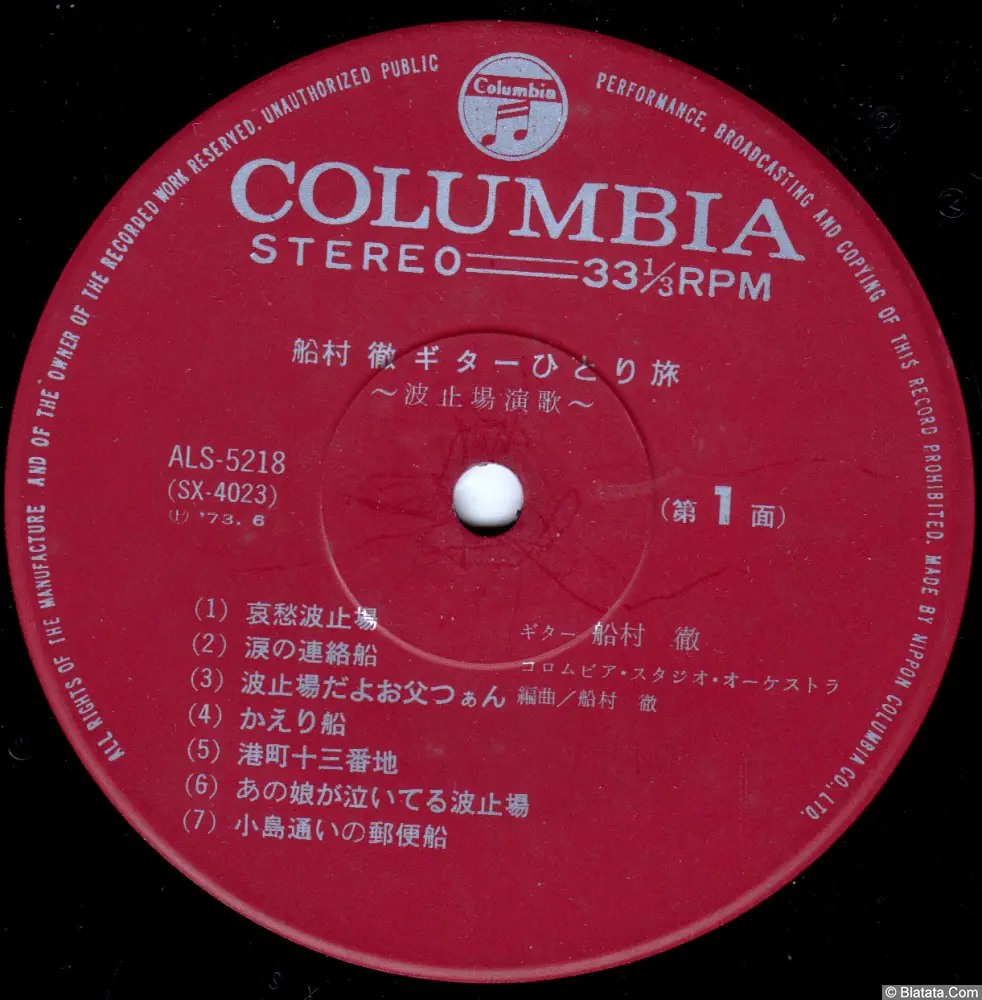 ALL RIGHTS OF THE MANUFACTURE AND OF THE OWNER OF THE RECORDED WORK RESERVED. UNAUTHORIZED PUBLIC PERFORMANCE, BROADCASTING AND COPYING OF THIS RECORD PROHIBITED. MADE BY NIPPON COLUMBIA CO., LTD.
Columbia
COLUMBIA
STEREO 33 1/3 RPM
船村 徹 ギターひとり旅
～波止場演歌～
ALS-5218
(SX-4023)
Ⓗ '73. 6
(第 1 面)
(1) 哀愁波止場
(2) 涙の連絡船
(3) 波止場だよお父つぁん
(4) かえり船
(5) 港町十三番地
(6) あの娘が泣いてる波止場
(7) 小島通いの郵便船
ギター 船村 徹
コロムビア・スタジオ・オーケストラ
編曲/船村 徹
© Blatata.Com